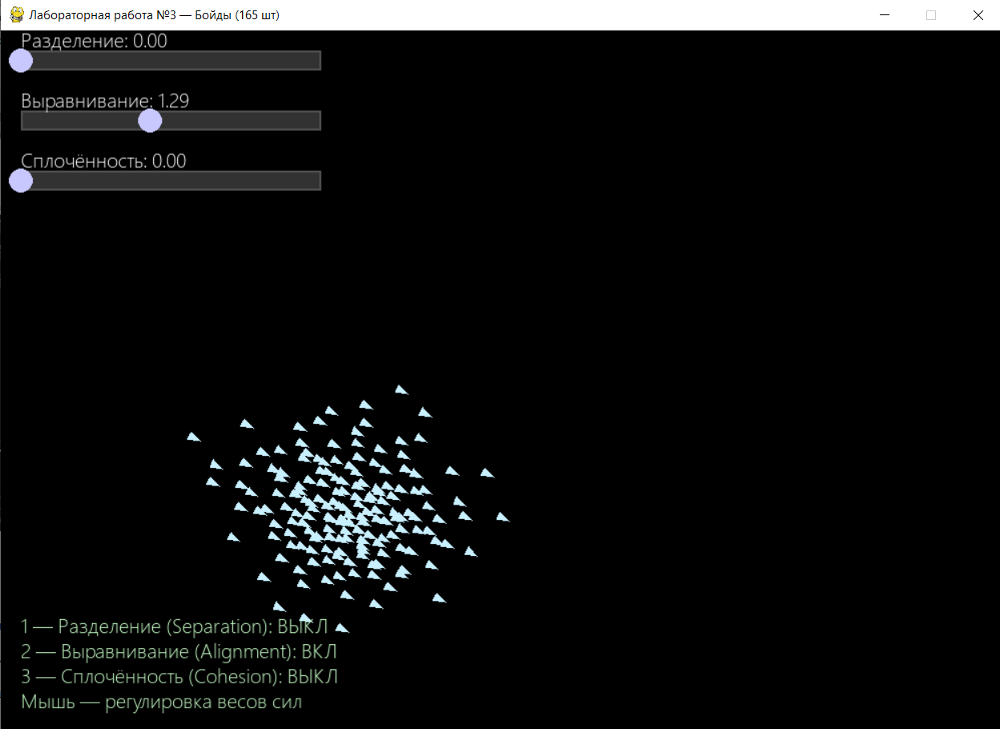 Лабораторная работа №3 — Бойды (165 шт)
Разделение: 0.00
Выравнивание: 1.29
Сплочённость: 0.00
1 — Разделение (Separation): ВЫКЛ
2 — Выравнивание (Alignment): ВКЛ
3 — Сплочённость (Cohesion): ВЫКЛ
Мышь — регулировка весов сил